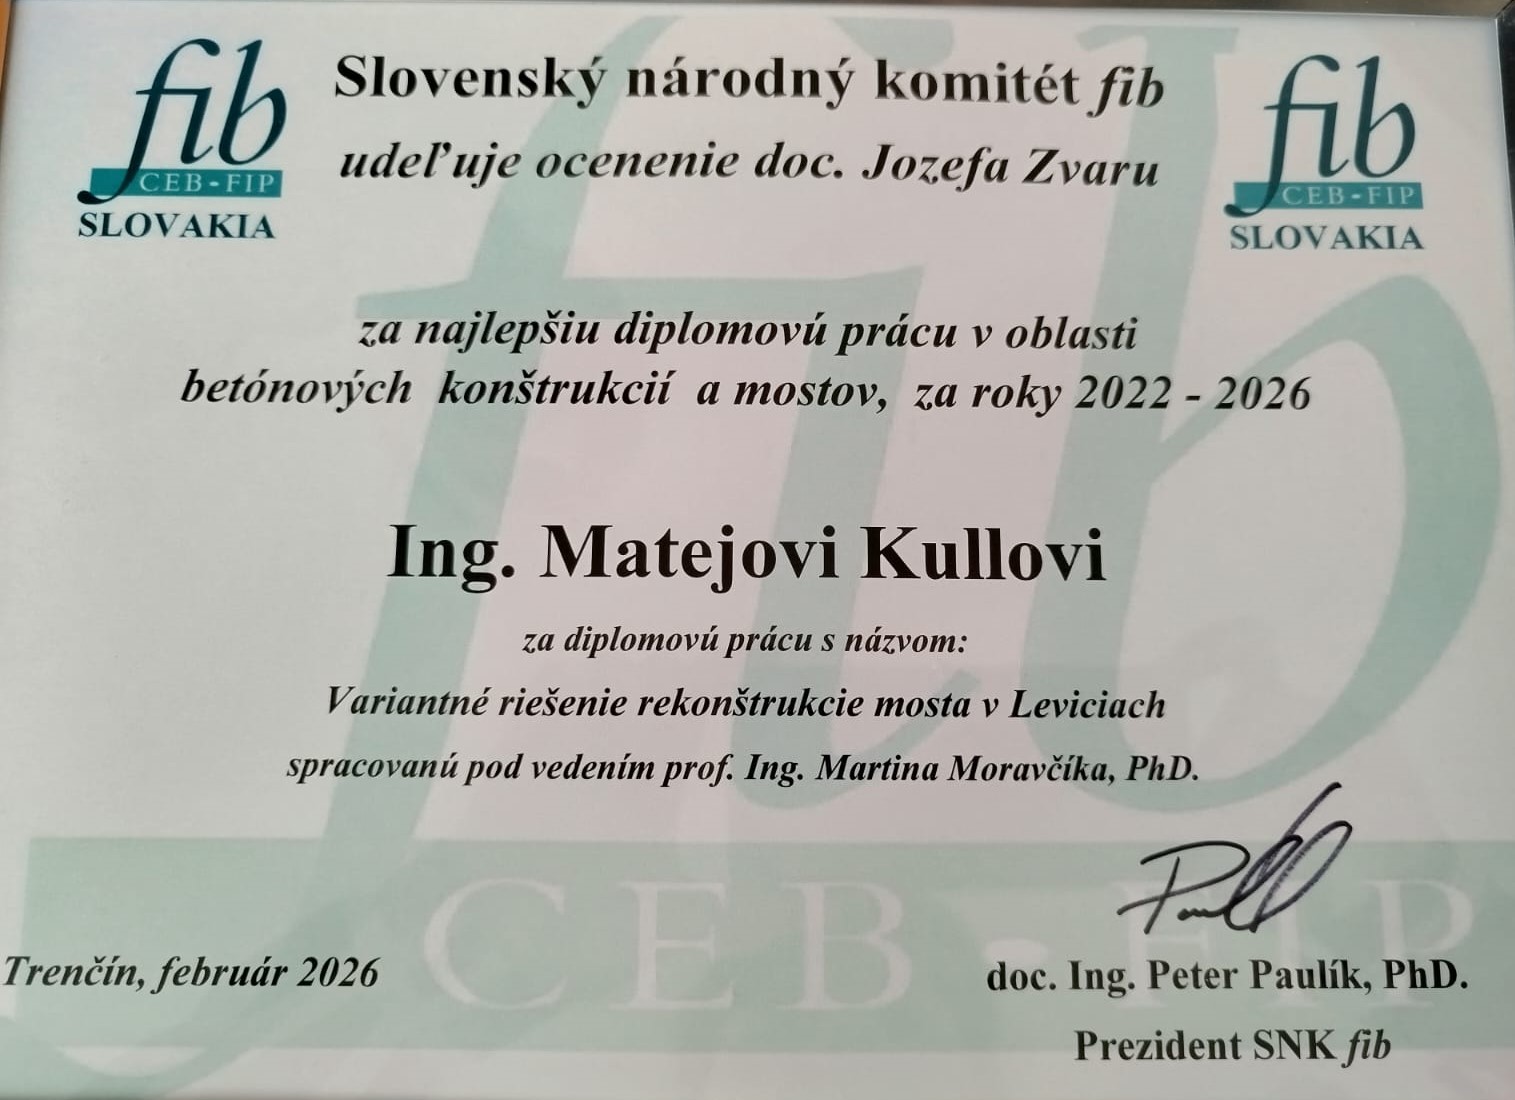 fib
CEB-FIP
SLOVAKIA
Slovenský národný komitét fib
udeľuje ocenenie doc. Jozefa Zvaru
fib
CEB-FIP
SLOVAKIA
za najlepšiu diplomovú prácu v oblasti
betónových konštrukcií a mostov, za roky 2022 - 2026
Ing. Matejovi Kullovi
za diplomovú prácu s názvom:
Variantné riešenie rekonštrukcie mosta v Leviciach
spracovanú pod vedením prof. Ing. Martina Moravčíka, PhD.
fib
CEB-FIP
Trenčín, február 2026
doc. Ing. Peter Paulík, PhD.
Prezident SNK fib